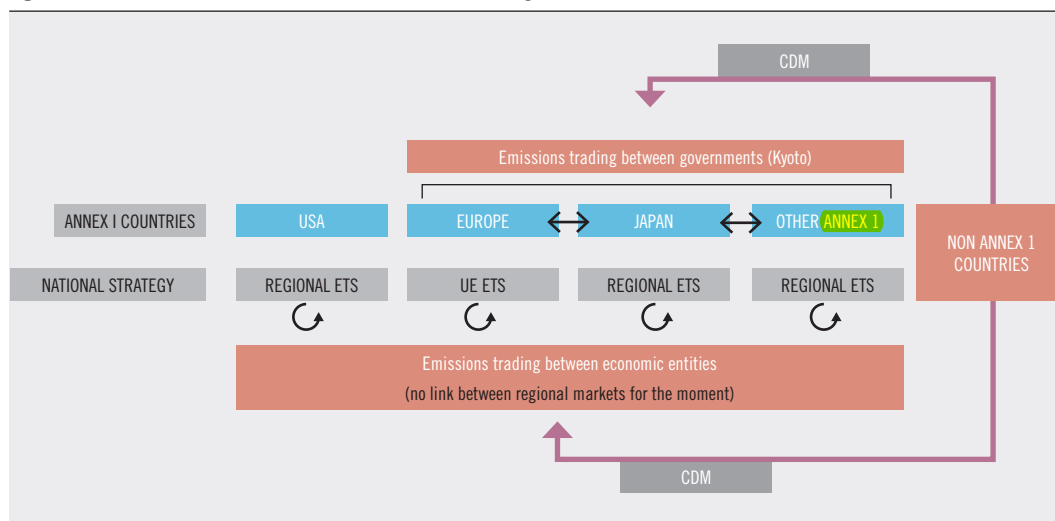 CDM
Emissions trading between governments (Kyoto)
ANNEX I COUNTRIES
USA
EUROPE
JAPAN
OTHER ANNEX 1
NON ANNEX 1
COUNTRIES
NATIONAL STRATEGY
REGIONAL ETS
UE ETS
REGIONAL ETS
REGIONAL ETS
Emissions trading between economic entities
(no link between regional markets for the moment)
CDM